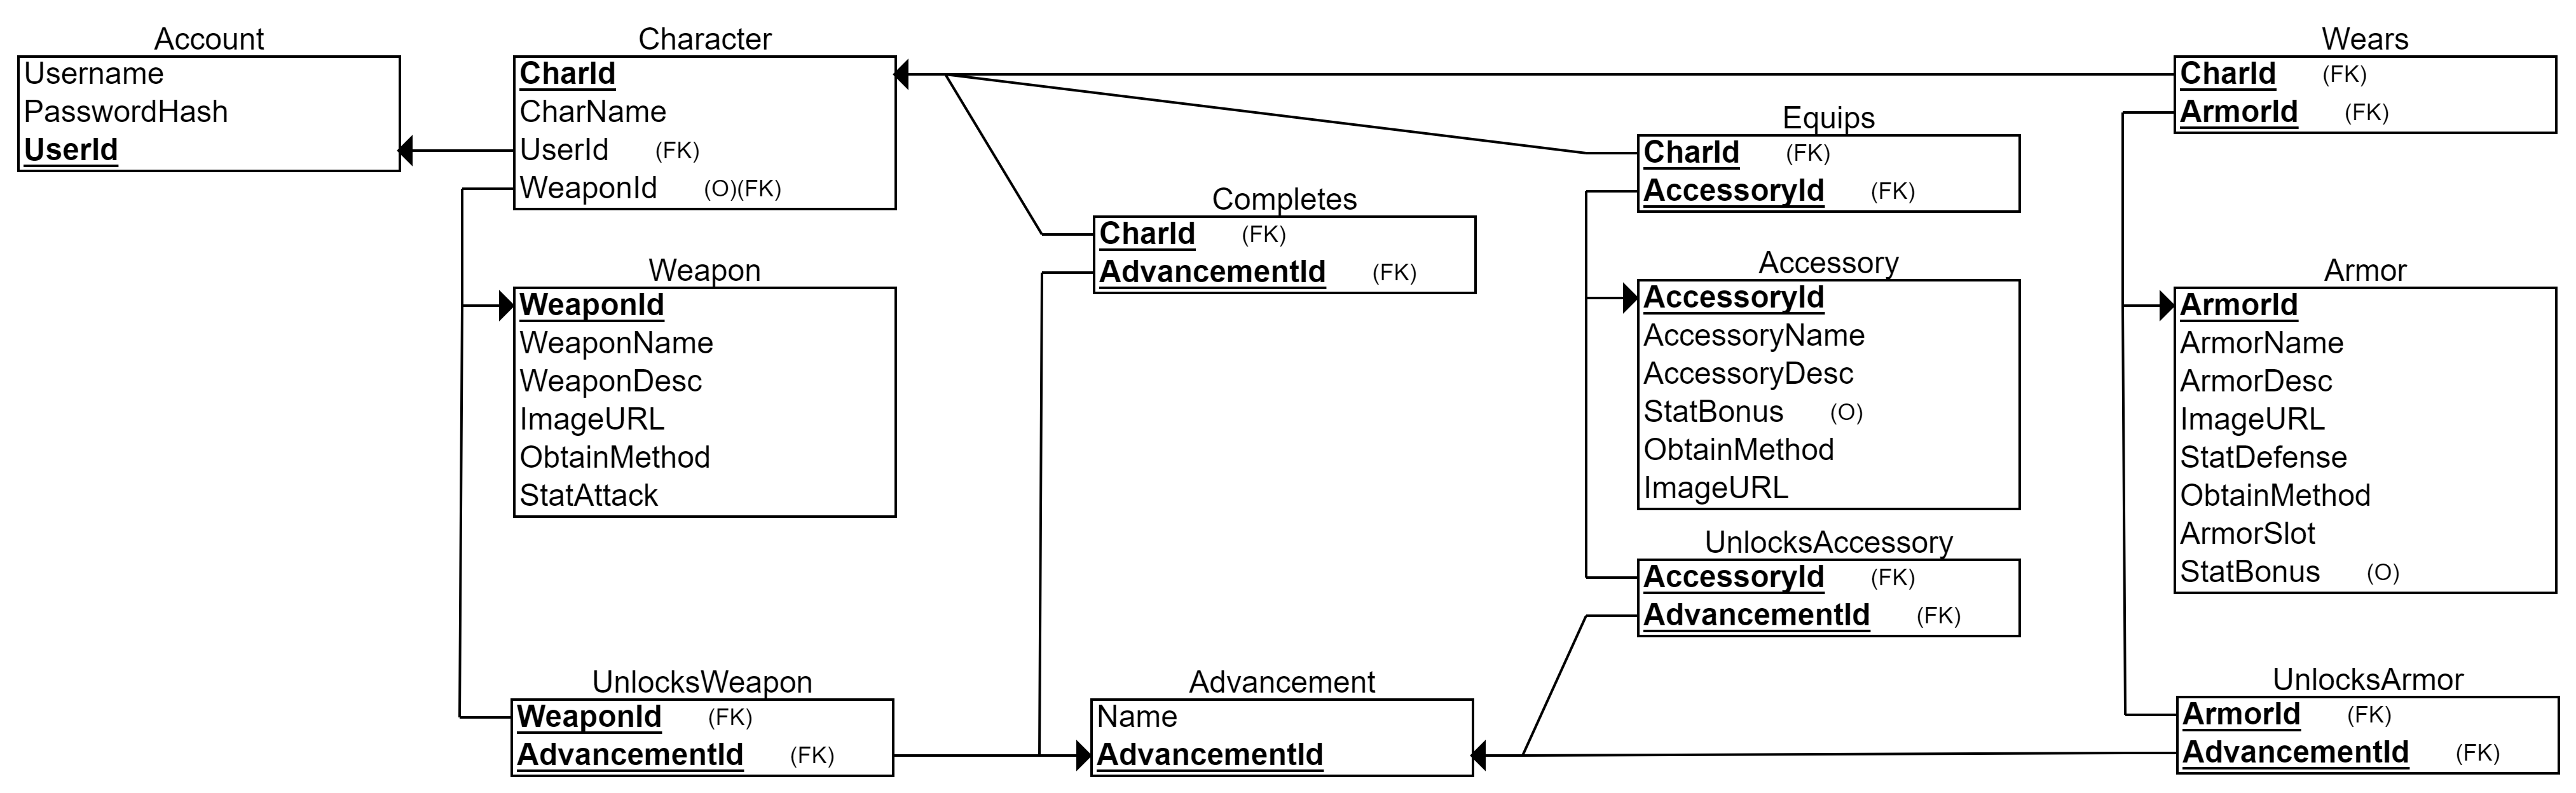 Account
Username
PasswordHash
UserId
Character
CharId
CharName
UserId (FK)
WeaponId (O)(FK)
Weapon
WeaponId
WeaponName
WeaponDesc
ImageURL
ObtainMethod
StatAttack
UnlocksWeapon
WeaponId (FK)
AdvancementId (FK)
Completes
CharId (FK)
AdvancementId (FK)
Advancement
Name
AdvancementId
Equips
CharId (FK)
AccessoryId (FK)
Accessory
AccessoryId
AccessoryName
AccessoryDesc
StatBonus (O)
ObtainMethod
ImageURL
UnlocksAccessory
AccessoryId (FK)
AdvancementId (FK)
Wears
CharId (FK)
ArmorId (FK)
Armor
ArmorId
ArmorName
ArmorDesc
ImageURL
StatDefense
ObtainMethod
ArmorSlot
StatBonus (O)
UnlocksArmor
ArmorId (FK)
AdvancementId (FK)